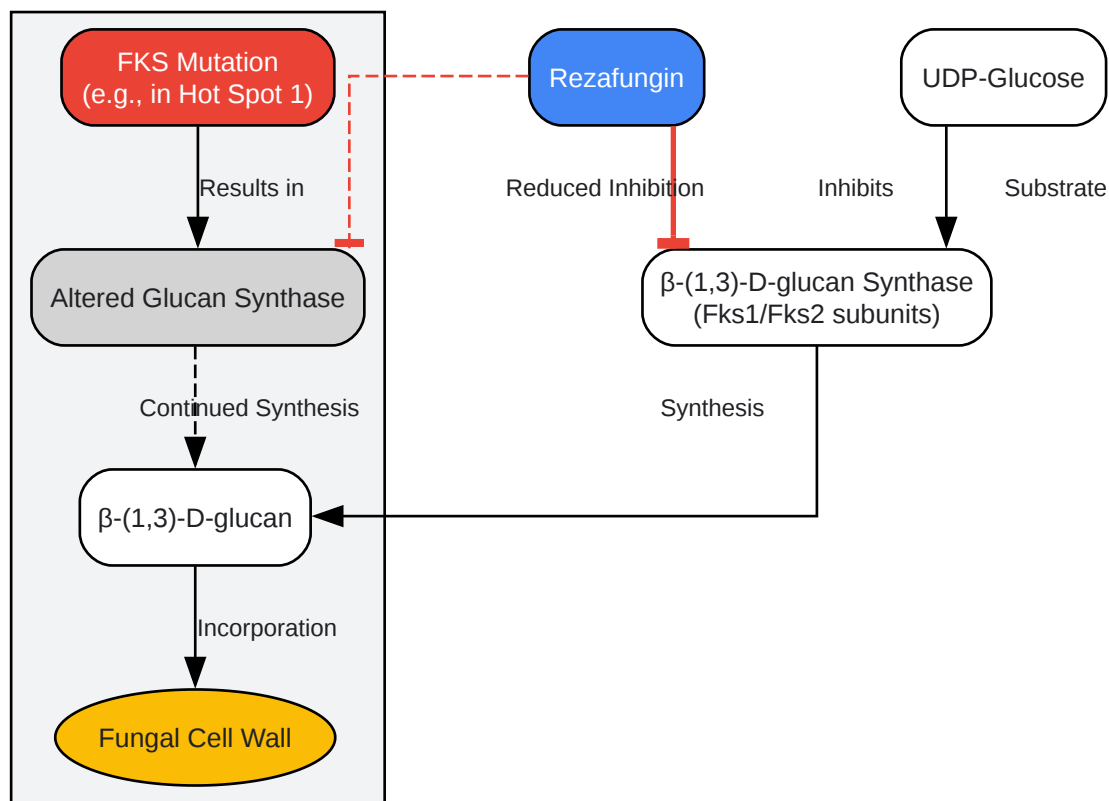 FKS Mutation
(e.g., in Hot Spot 1)
Rezafungin
UDP-Glucose
Results in
Reduced Inhibition
Inhibits
Substrate
Altered Glucan Synthase
β-(1,3)-D-glucan Synthase
(Fks1/Fks2 subunits)
Continued Synthesis
Synthesis
β-(1,3)-D-glucan
Incorporation
Fungal Cell Wall